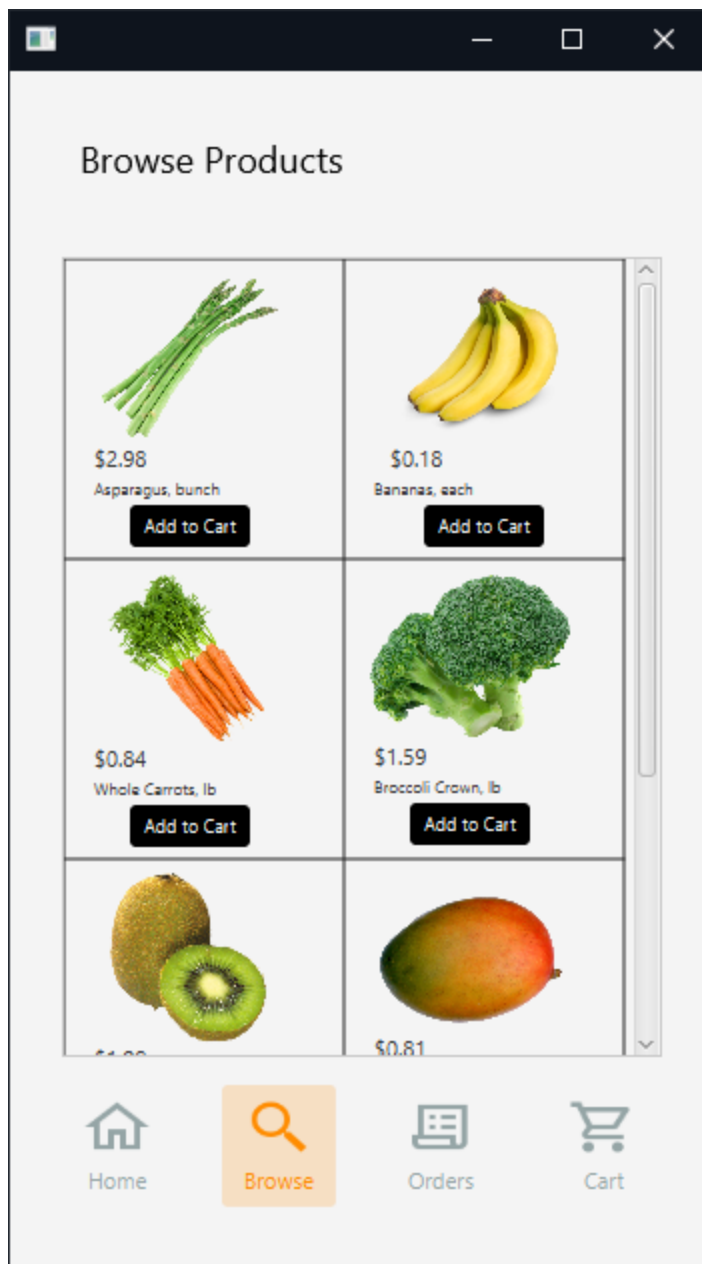 Browse Products
$2.98
Asparagus, bunch
Add to Cart
$0.18
Bananas, each
Add to Cart
$0.84
Whole Carrots, lb
Add to Cart
$1.59
Broccoli Crown, lb
Add to Cart
$0.81
Home
Browse
Orders
Cart